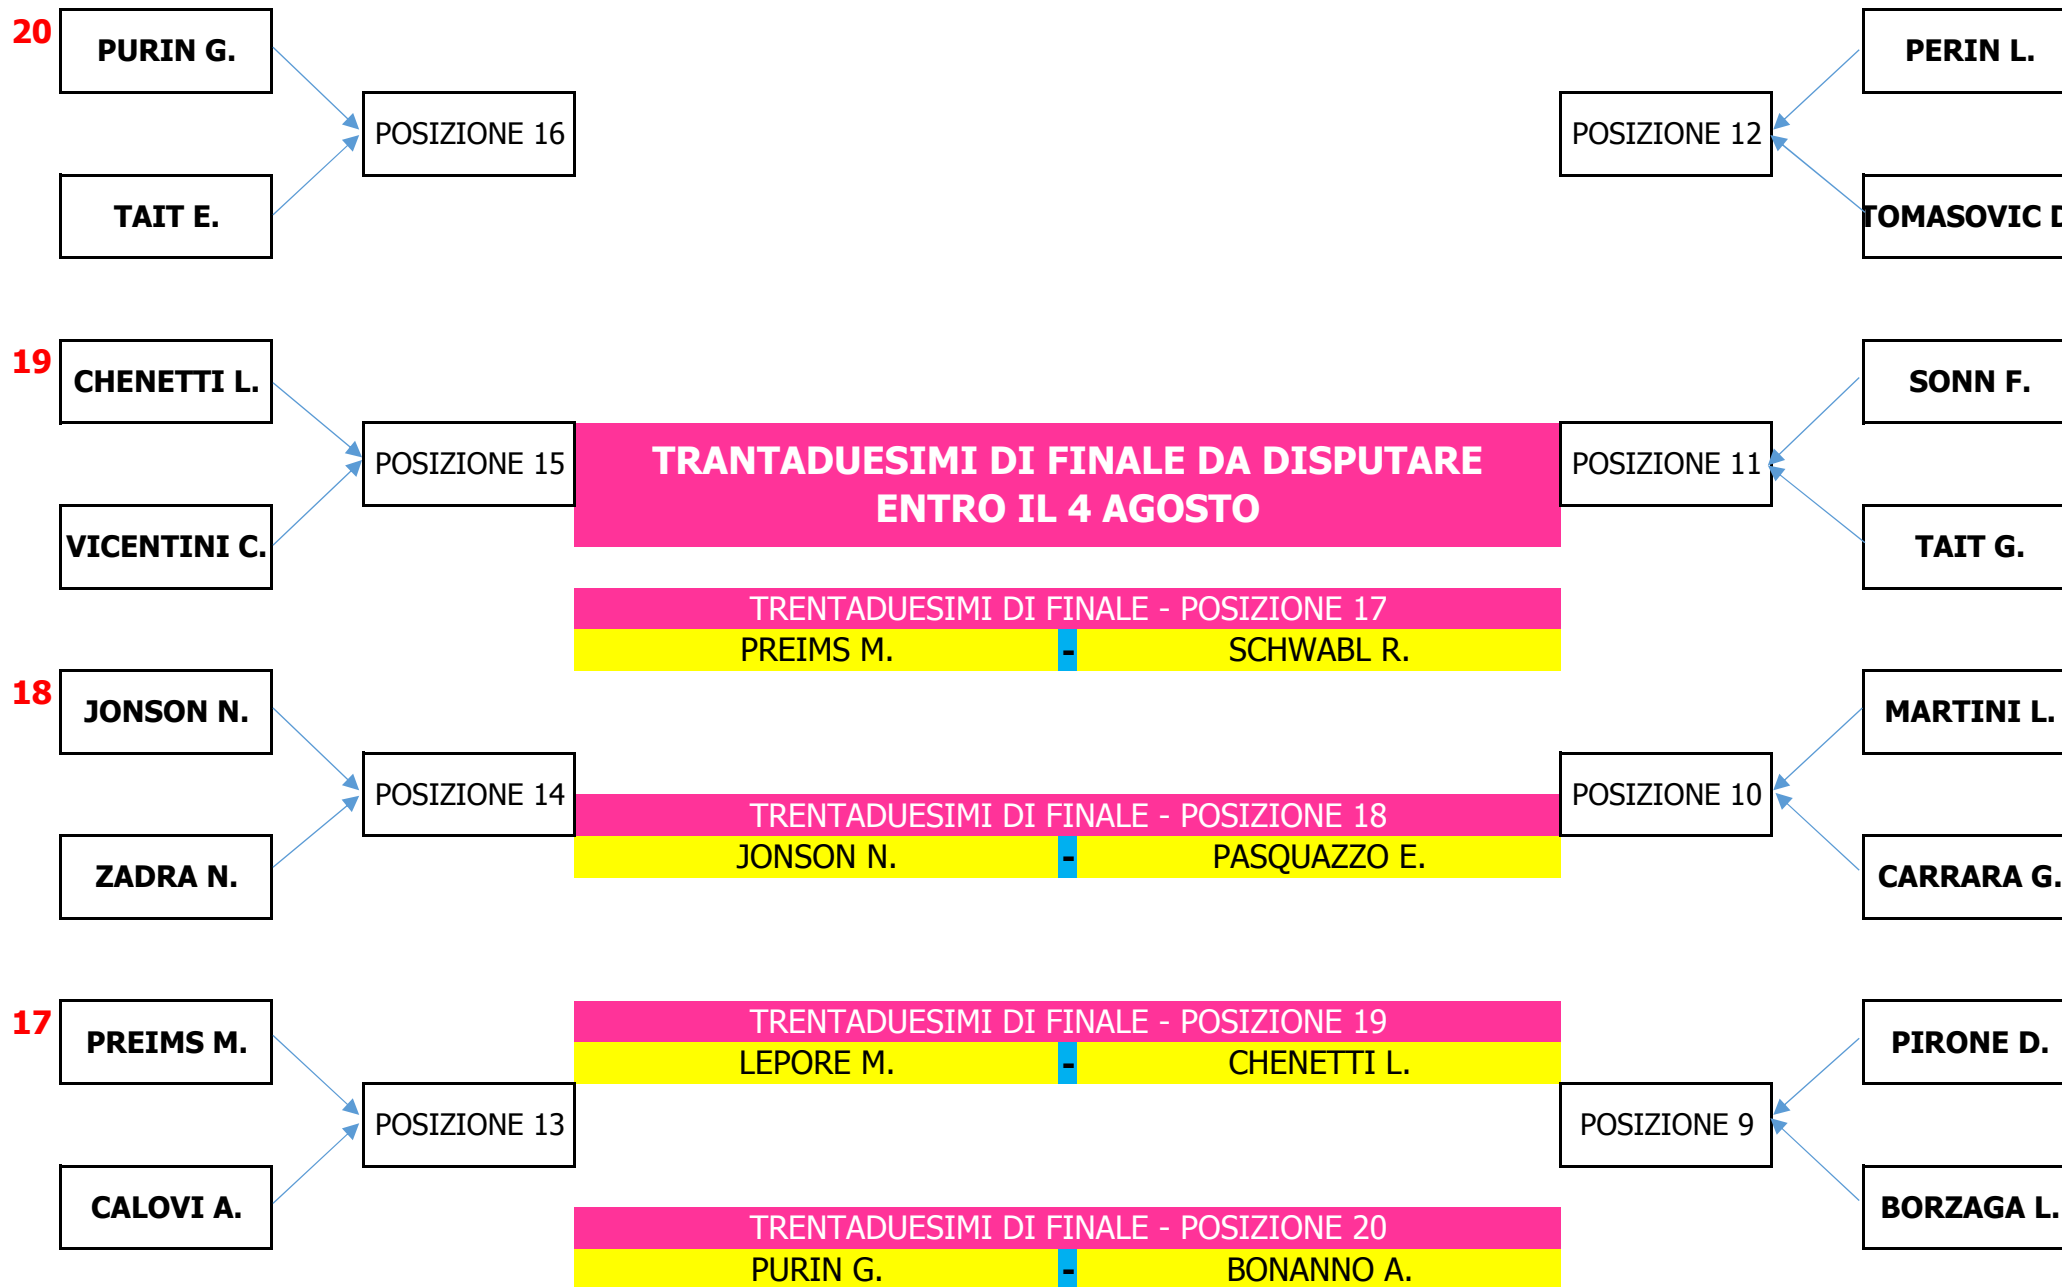 20
PURIN G.
PERIN L.
POSIZIONE 16
POSIZIONE 12
TAIT E.
TOMASOVIC D
19
CHENETTI L.
SONN F.
POSIZIONE 15
TRANTADUESIMI DI FINALE DA DISPUTARE
ENTRO IL 4 AGOSTO
POSIZIONE 11
VICENTINI C.
TAIT G.
TRENTADUESIMI DI FINALE - POSIZIONE 17
PREIMS M. - SCHWABL R.
18
JONSON N.
MARTINI L.
POSIZIONE 14
POSIZIONE 10
TRENTADUESIMI DI FINALE - POSIZIONE 18
JONSON N. - PASQUAZZO E.
ZADRA N.
CARRARA G.
17
PREIMS M.
PIRONE D.
TRENTADUESIMI DI FINALE - POSIZIONE 19
LEPORE M. - CHENETTI L.
POSIZIONE 13
POSIZIONE 9
CALOVI A.
BORZAGA L.
TRENTADUESIMI DI FINALE - POSIZIONE 20
PURIN G. - BONANNO A.